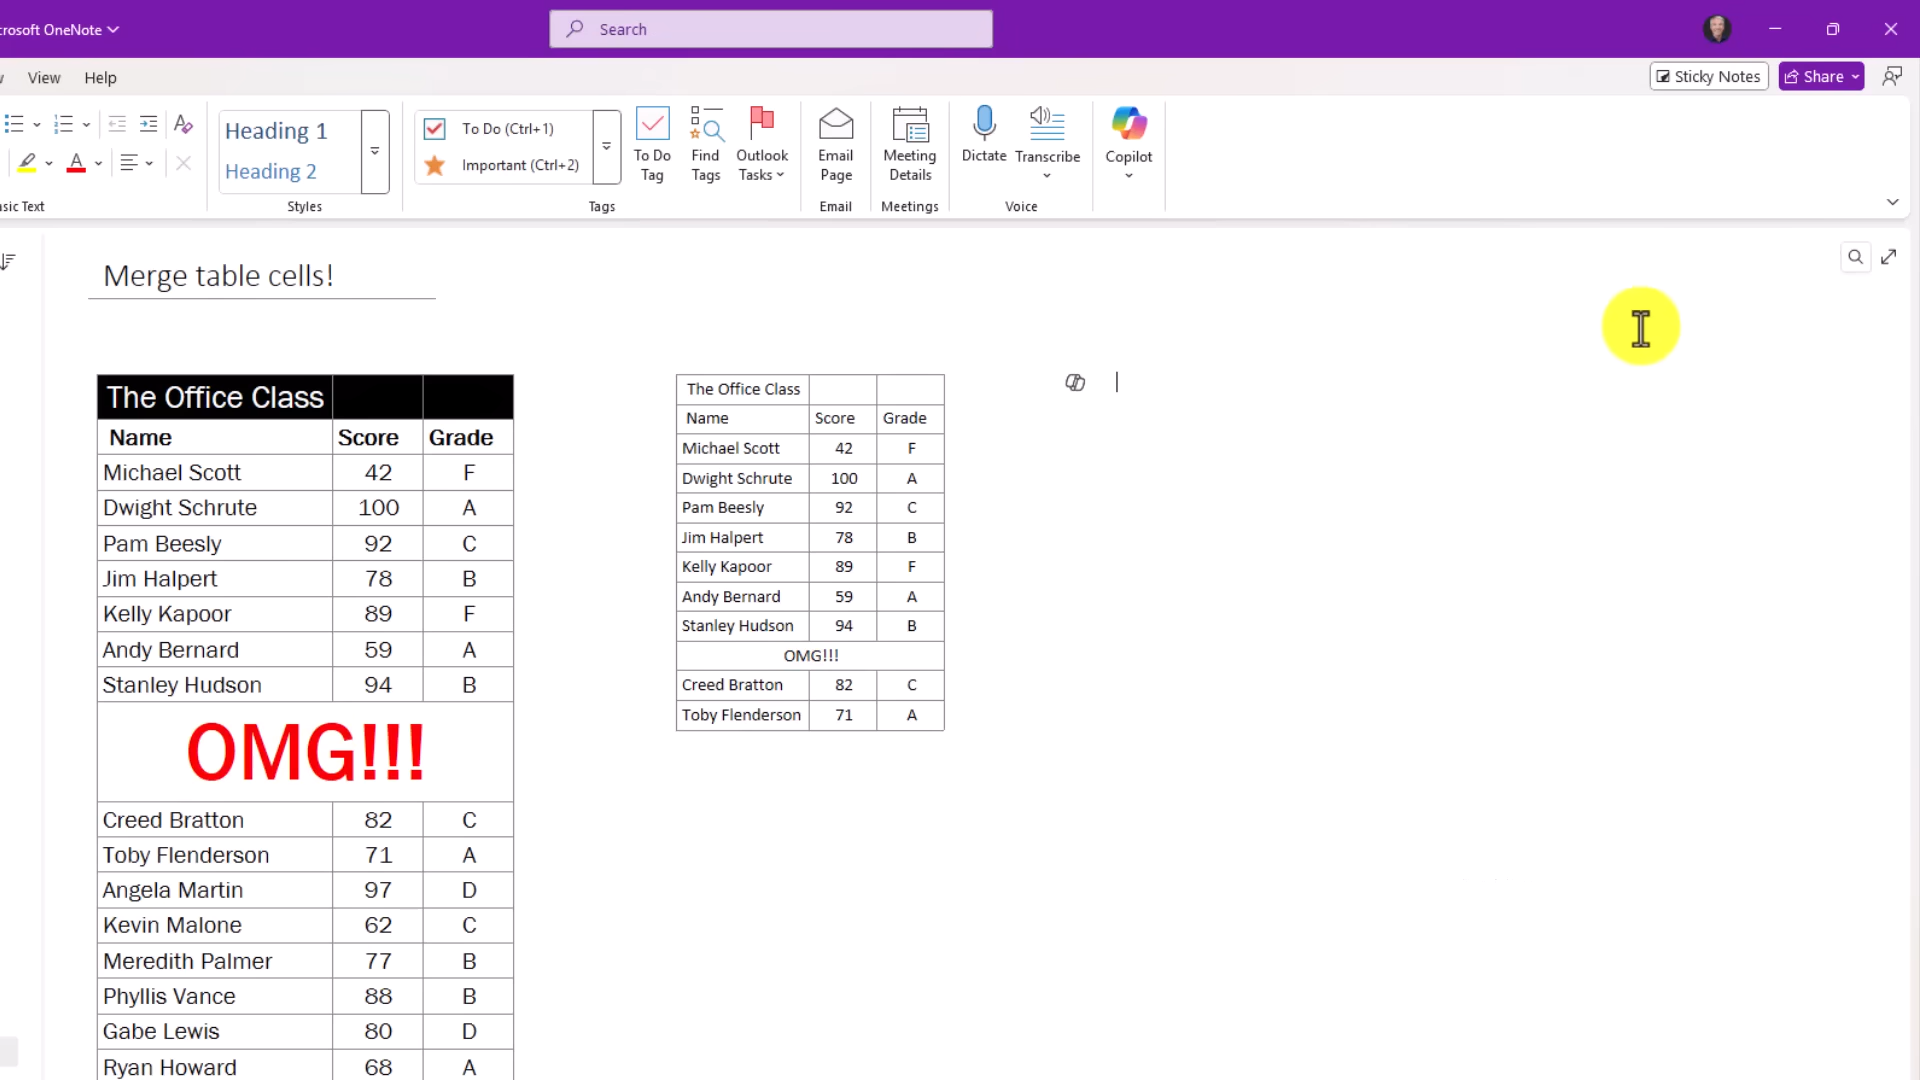 rosoft OneNote
Search
View Help
Sticky Notes Share
Heading 1
Heading 2
Styles
To Do (Ctrl+1)
Important (Ctrl+2)
To Do Tag
Find Tags
Outlook Tasks
Tags
Email Page
Email
Meeting Details
Meetings
Dictate
Transcribe
Voice
Copilot
sic Text
Merge table cells!
The Office Class
Name Score Grade
Michael Scott 42 F
Dwight Schrute 100 A
Pam Beesly 92 C
Jim Halpert 78 B
Kelly Kapoor 89 F
Andy Bernard 59 A
Stanley Hudson 94 B
OMG!!!
Creed Bratton 82 C
Toby Flenderson 71 A
Angela Martin 97 D
Kevin Malone 62 C
Meredith Palmer 77 B
Phyllis Vance 88 B
Gabe Lewis 80 D
Ryan Howard 68 A
The Office Class
Name Score Grade
Michael Scott 42 F
Dwight Schrute 100 A
Pam Beesly 92 C
Jim Halpert 78 B
Kelly Kapoor 89 F
Andy Bernard 59 A
Stanley Hudson 94 B
OMG!!!
Creed Bratton 82 C
Toby Flenderson 71 A